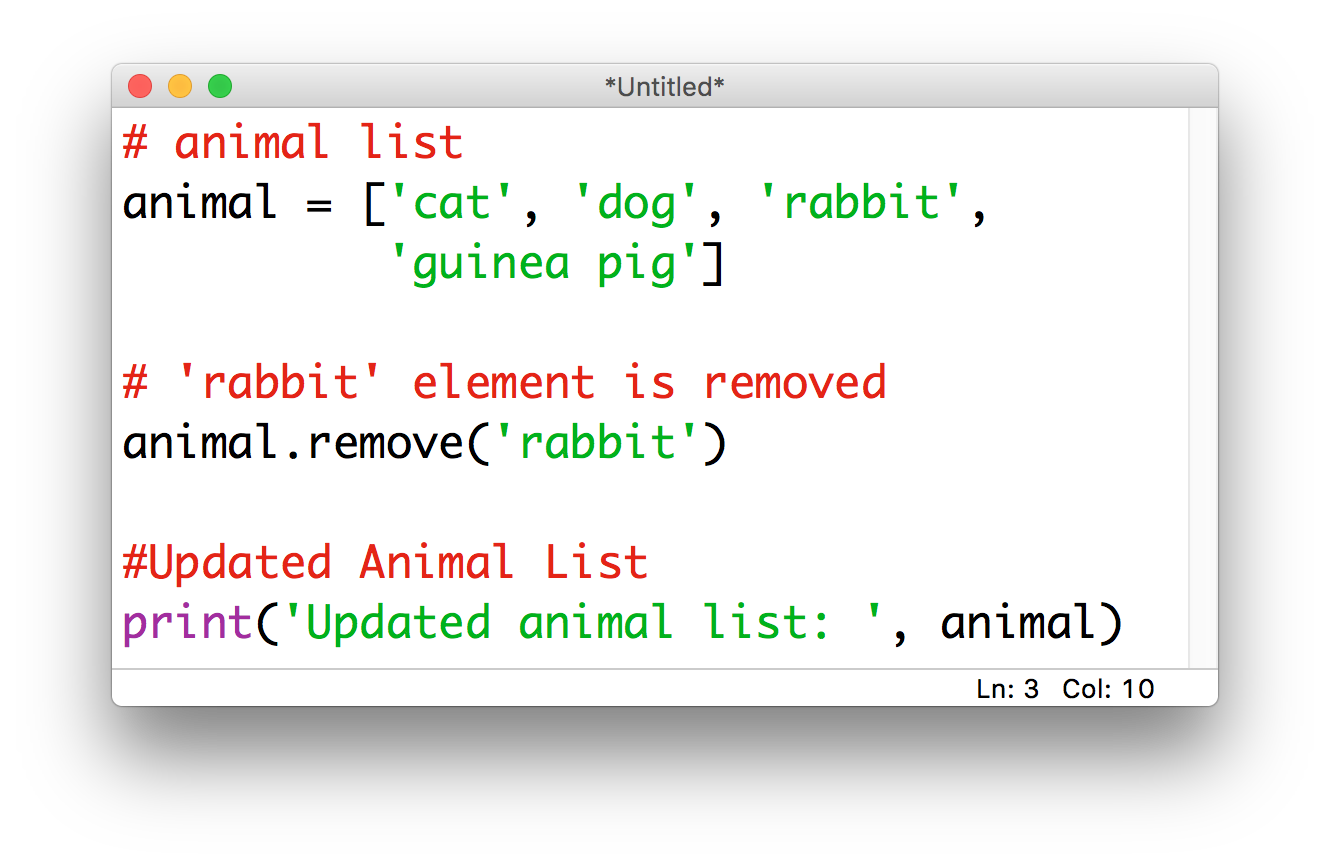 *Untitled*
# animal list
animal = ['cat', 'dog', 'rabbit',
          'guinea pig']
# 'rabbit' element is removed
animal.remove('rabbit')
#Updated Animal List
print('Updated animal list: ', animal)
Ln: 3 Col: 10